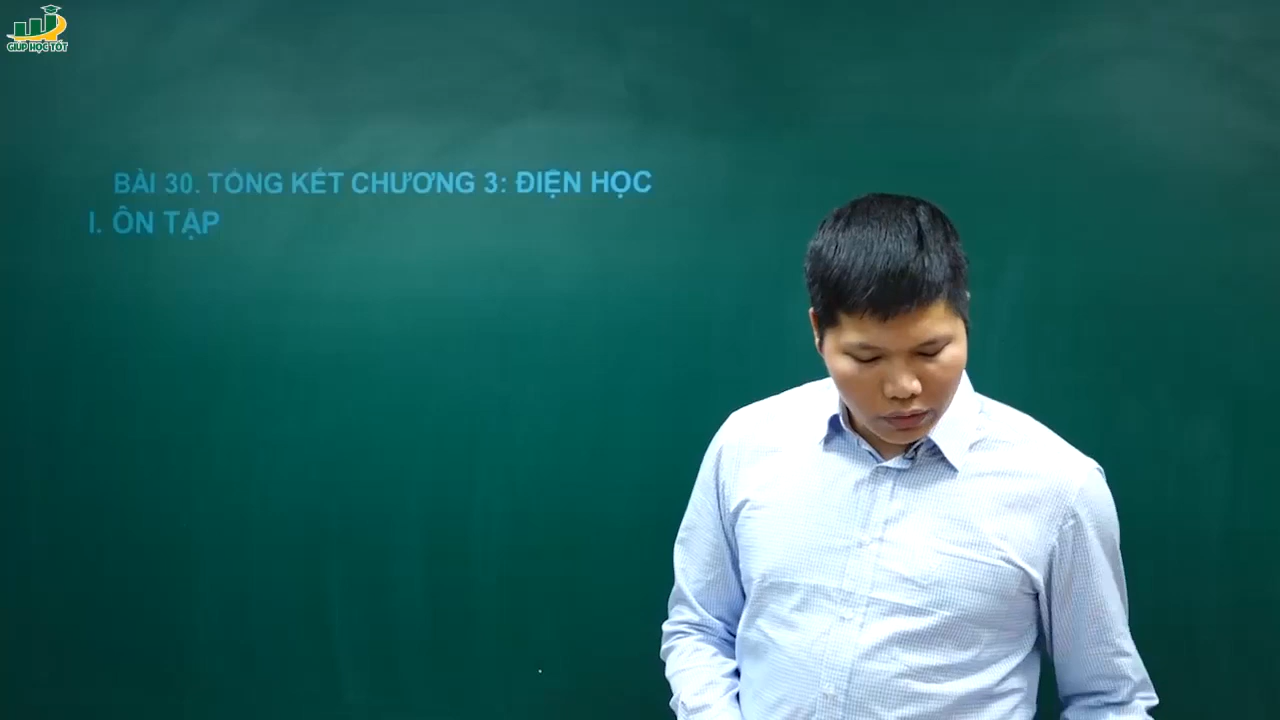 GIÚP HỌC TỐT
BÀI 30. TỔNG KẾT CHƯƠNG 3: ĐIỆN HỌC
I. ÔN TẬP